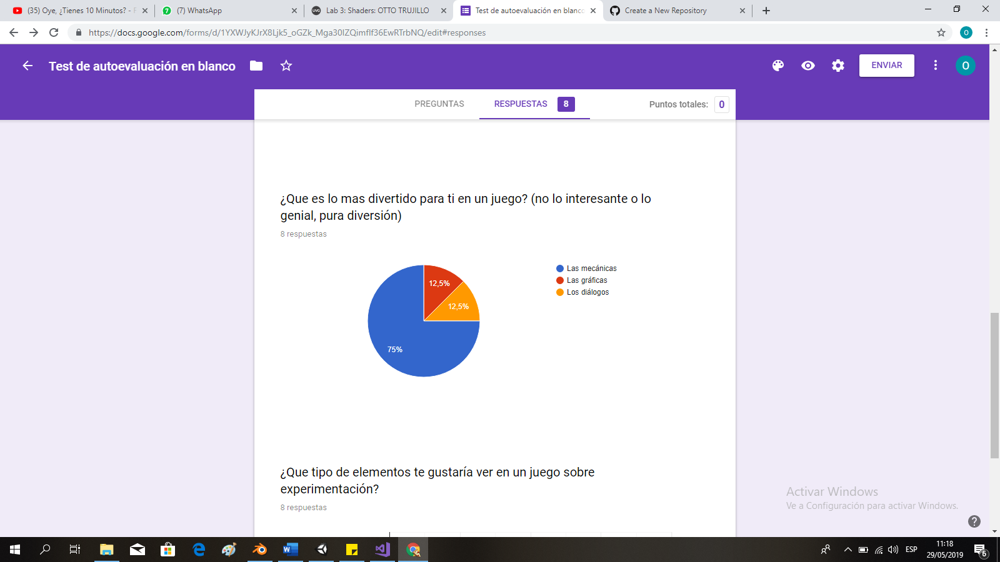 (35) Oye, ¿Tienes 10 Minutos? - F
7
(7) WhatsApp
UVG
Lab 3: Shaders: OTTO TRUJILLO
Test de autoevaluación en blanco
Create a New Repository
https://docs.google.com/forms/d/1YXWJyKJrX8Ljk5_oGZk_Mga30IZQimfIf36EwRTrbNQ/edit#responses
O
Test de autoevaluación en blanco
ENVIAR
O
PREGUNTAS
RESPUESTAS 8
Puntos totales: 0
¿Que es lo mas divertido para ti en un juego? (no lo interesante o lo
genial, pura diversión)
8 respuestas
12,5%
12,5%
75%
Las mecánicas
Las gráficas
Los diálogos
¿Que tipo de elementos te gustaría ver en un juego sobre
experimentación?
8 respuestas
Activar Windows
Ve a Configuración para activar Windows.
ESP
11:18
29/05/2019
6